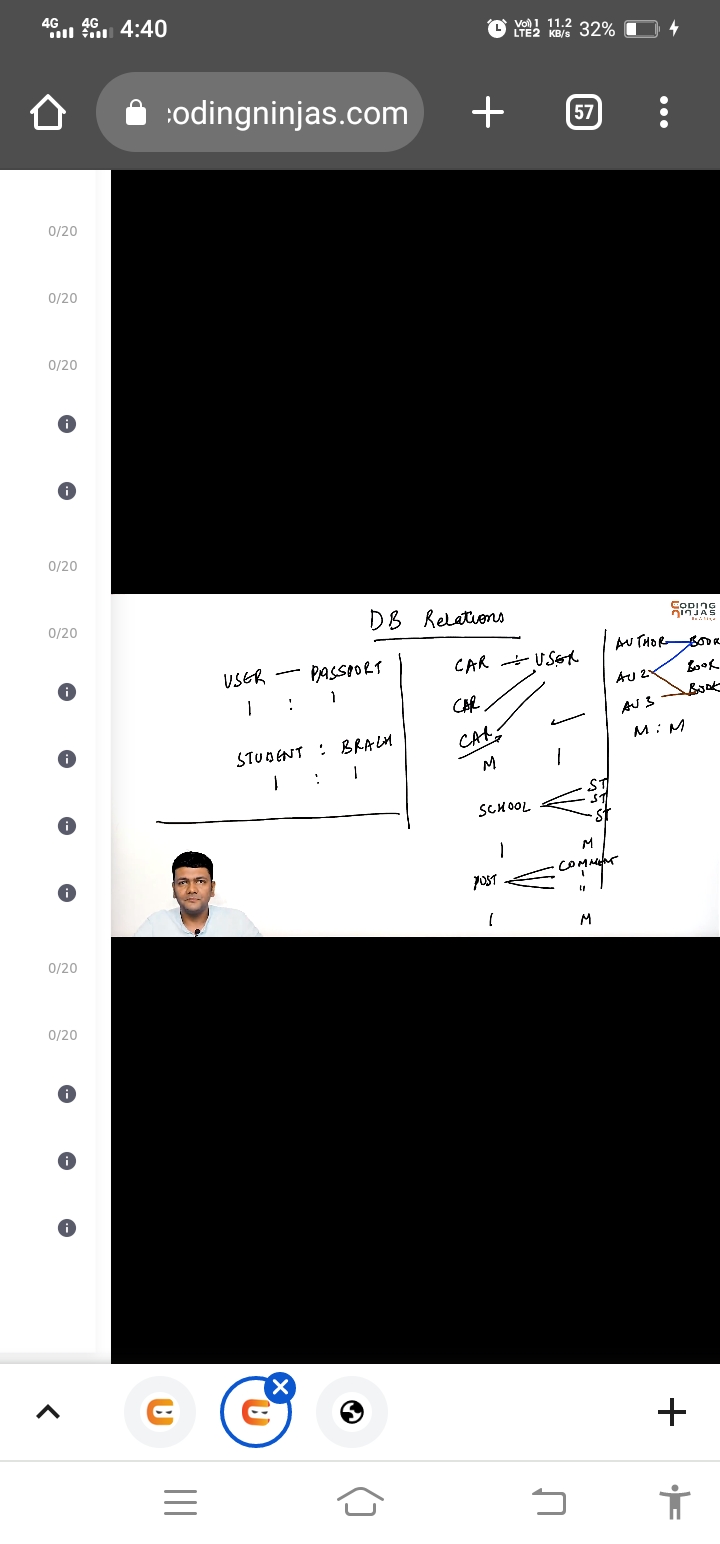 4G 4G 4:40 Vo)) 1 LTE2 11.2 KB/s 32%
codingninjas.com 57
0/20
0/20
0/20
0/20
0/20
0/20
0/20
DB Relations
CODING NINJAS
USER — PASSPORT
1 : 1
STUDENT : BRACH
1 : 1
CAR ÷ USER
CAR
CAR
M 1
SCHOOL ST
ST
ST
1 M
POST COMMENT
"
1 M
AUTHOR BOOK
AU 2 BOOK
AU 3 BOOK
M : M